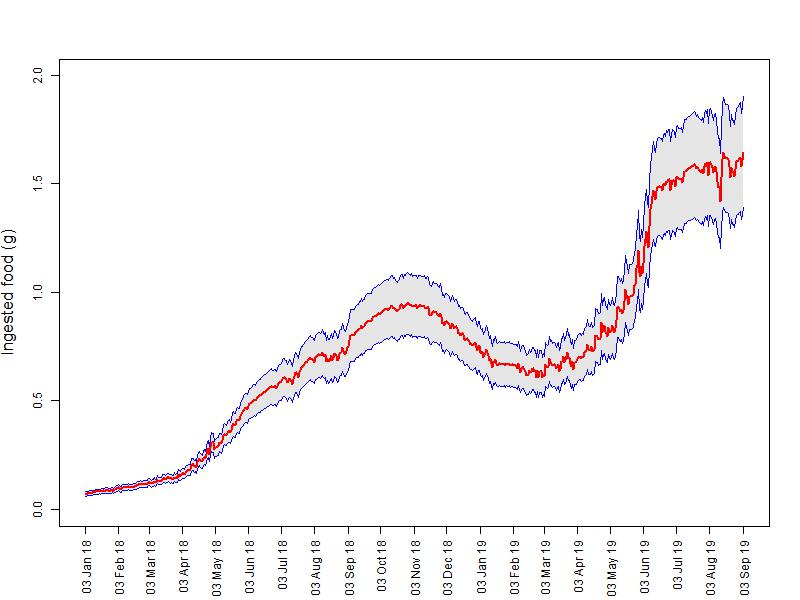 Ingested food (g)
2.0
1.5
1.0
0.5
0.0
03 Jan 18
03 Feb 18
03 Mar 18
03 Apr 18
03 May 18
03 Jun 18
03 Jul 18
03 Aug 18
03 Sep 18
03 Oct 18
03 Nov 18
03 Dec 18
03 Jan 19
03 Feb 19
03 Mar 19
03 Apr 19
03 May 19
03 Jun 19
03 Jul 19
03 Aug 19
03 Sep 19